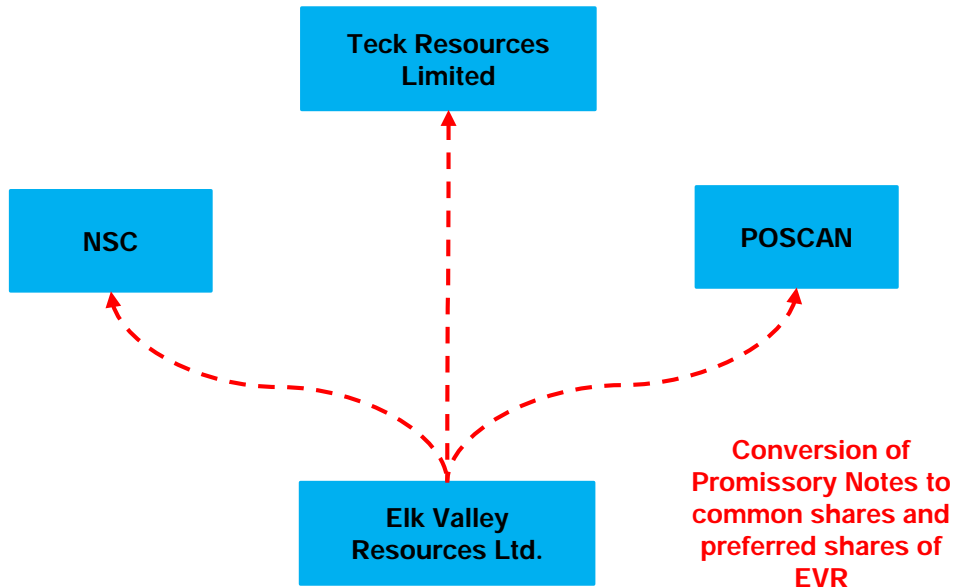 Teck Resources
Limited
NSC
POSCAN
Elk Valley
Resources Ltd.
Conversion of
Promissory Notes to
common shares and
preferred shares of
EVR